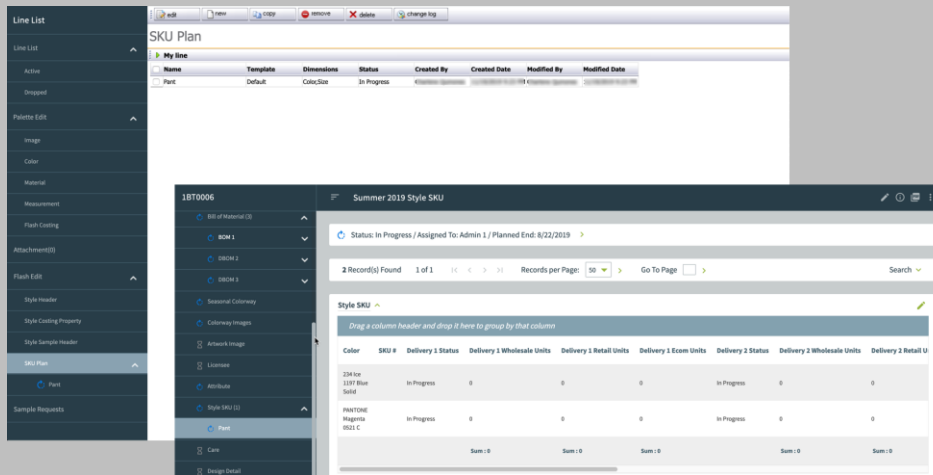 Line List
Line List
Active
Dropped
Palette Edit
Image
Color
Material
Measurement
Flash Costing
Attachment(0)
Flash Edit
Style Header
Style Costing Property
Style Sample Header
SKU Plan
Pant
Sample Requests
edit new copy remove delete change log
SKU Plan
My line
Name Template Dimensions Status Created By Created Date Modified By Modified Date
Pant Default Color,Size In Progress
1BT0006
Bill of Material (3)
BOM 1
DBOM 2
DBOM 3
Seasonal Colorway
Colorway Images
Artwork Image
Licensee
Attribute
Style SKU (1)
Pant
Care
Design Detail
Summer 2019 Style SKU
Status: In Progress / Assigned To: Admin 1 / Planned End: 8/22/2019
2 Record(s) Found 1 of 1 Records per Page: 50 Go To Page Search
Style SKU
Drag a column header and drop it here to group by that column
Color SKU # Delivery 1 Status Delivery 1 Wholesale Units Delivery 1 Retail Units Delivery 1 Ecom Units Delivery 2 Status Delivery 2 Wholesale Units Delivery 2 Retail U
234 Ice
1197 Blue In Progress 0 0 0 In Progress 0 0
Solid
PANTONE
Magenta In Progress 0 0 0 In Progress 0 0
0521 C
Sum : 0 Sum : 0 Sum : 0 Sum : 0 Sum : 0